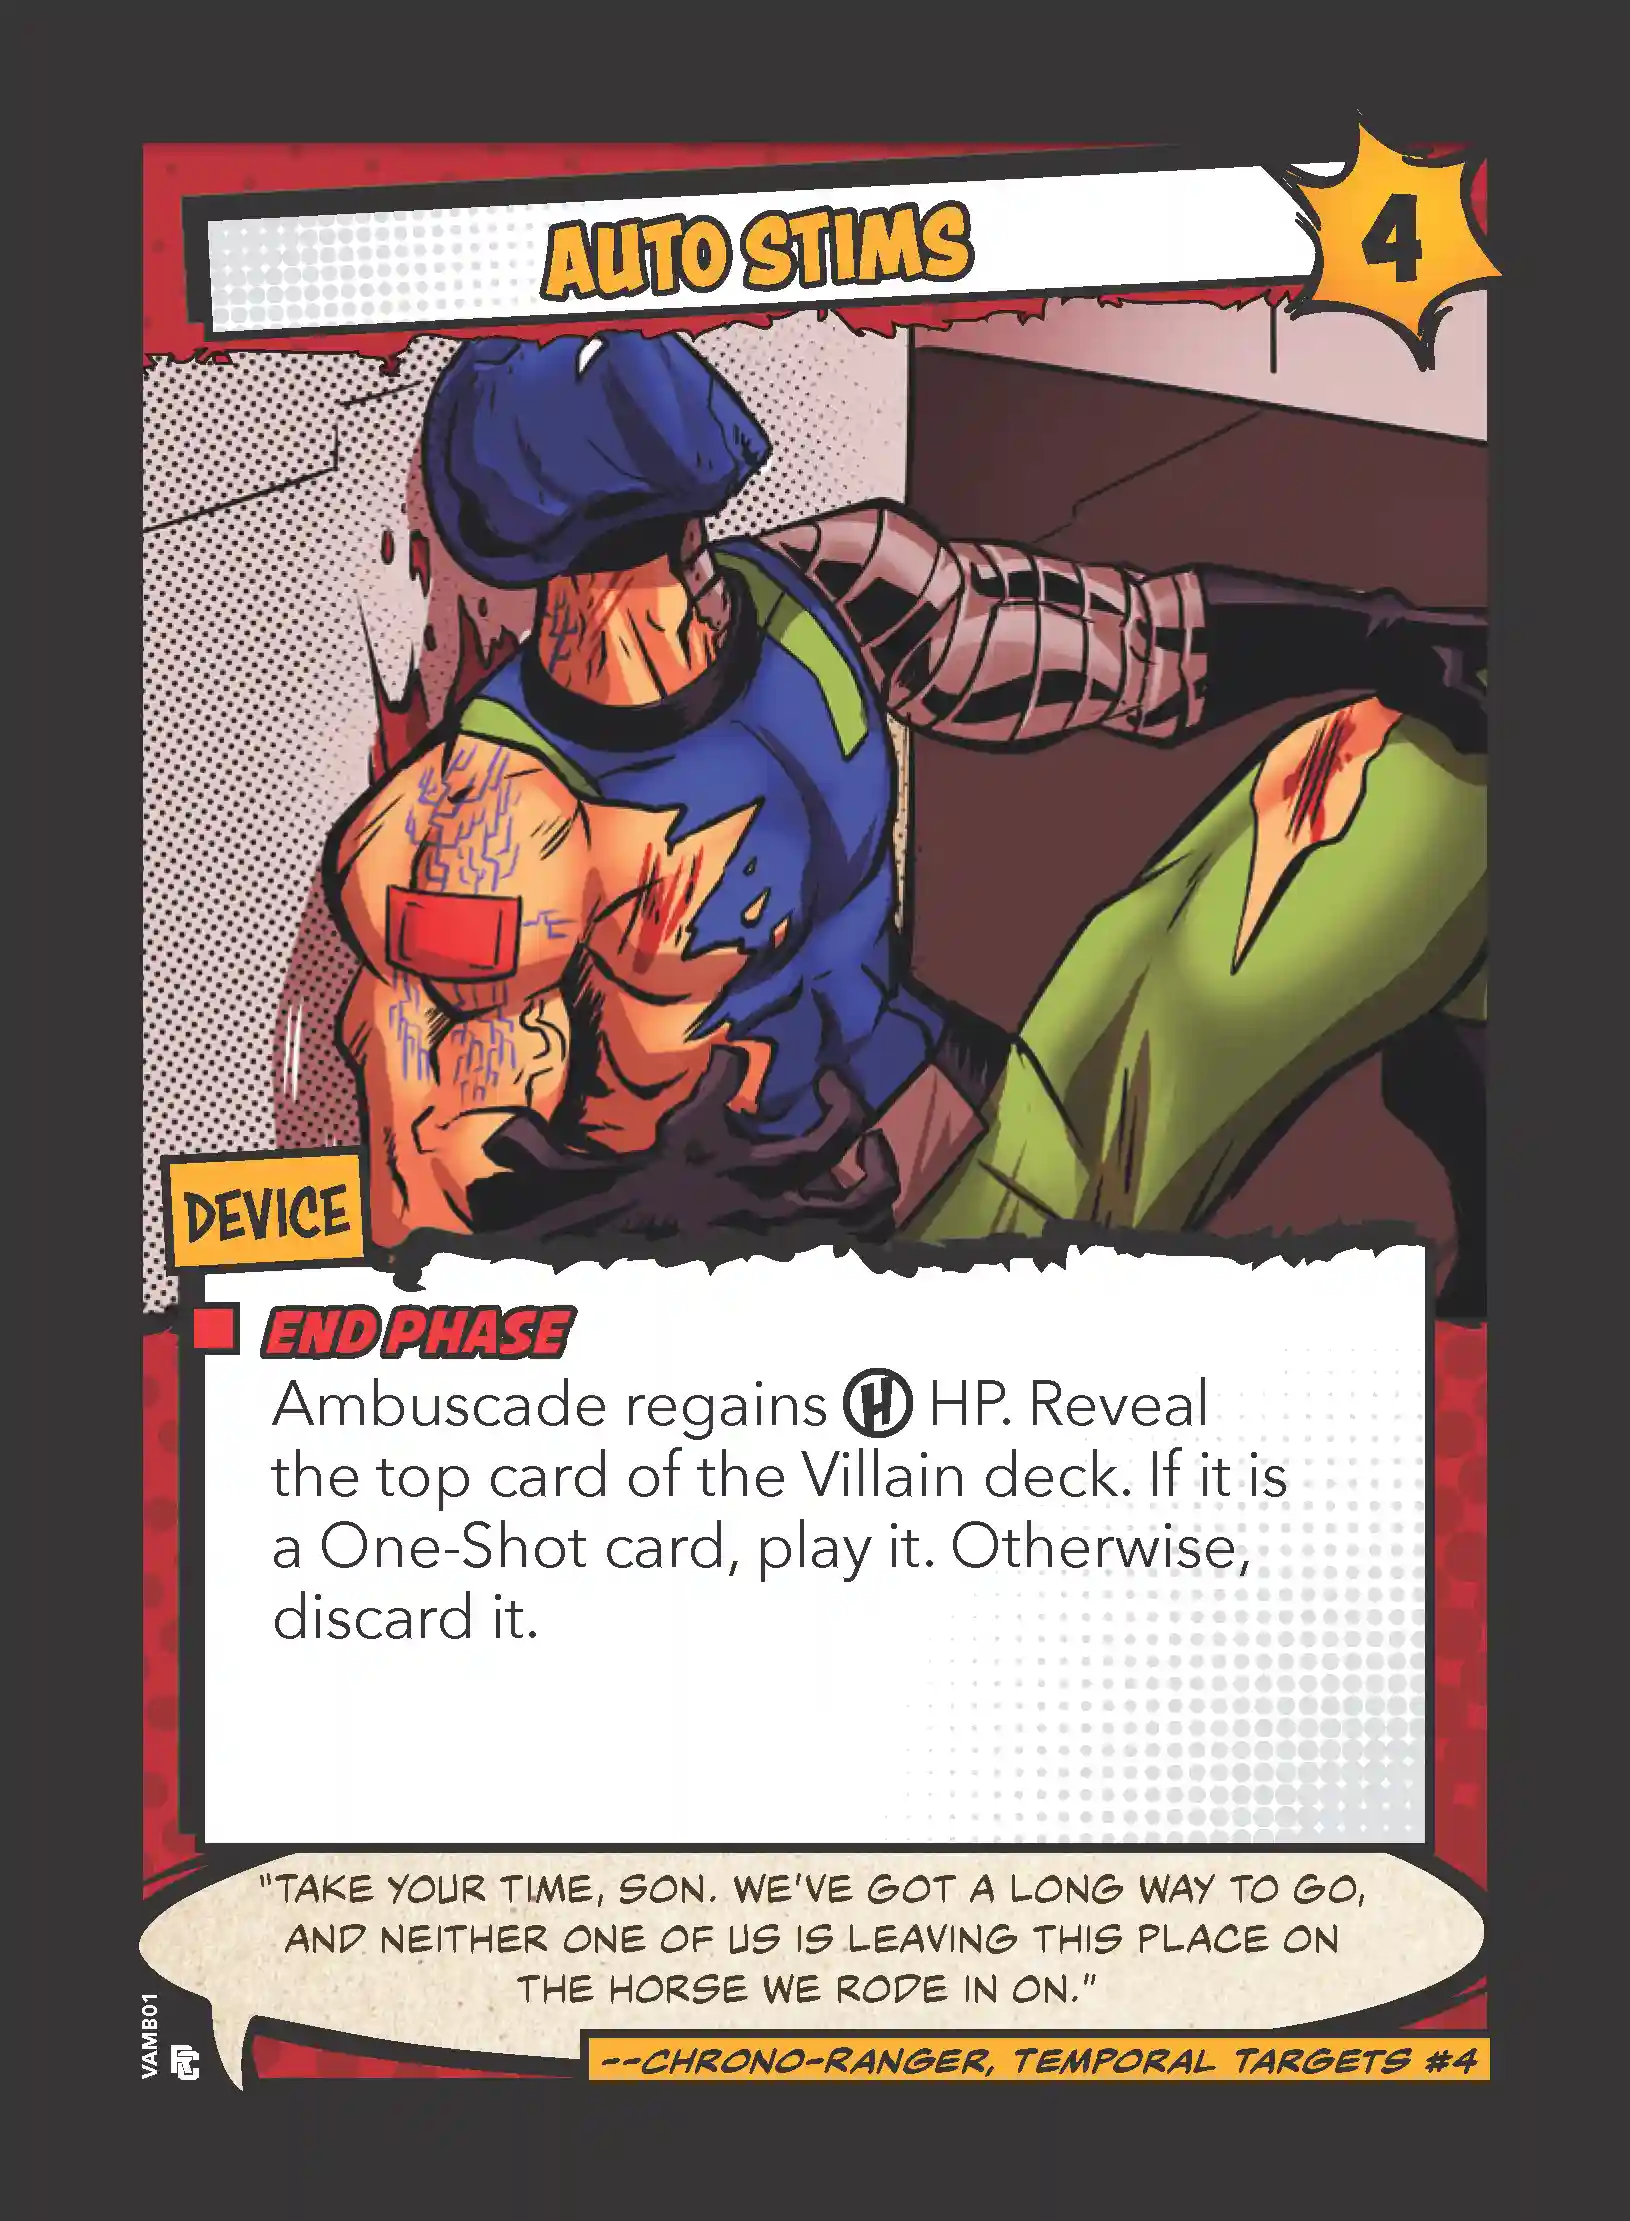 AUTO STIMS
4
DEVICE
END PHASE
Ambuscade regains H HP. Reveal
the top card of the Villain deck. If it is
a One-Shot card, play it. Otherwise,
discard it.
"TAKE YOUR TIME, SON. WE'VE GOT A LONG WAY TO GO,
AND NEITHER ONE OF US IS LEAVING THIS PLACE ON
THE HORSE WE RODE IN ON."
--CHRONO-RANGER, TEMPORAL TARGETS #4
VAMB01